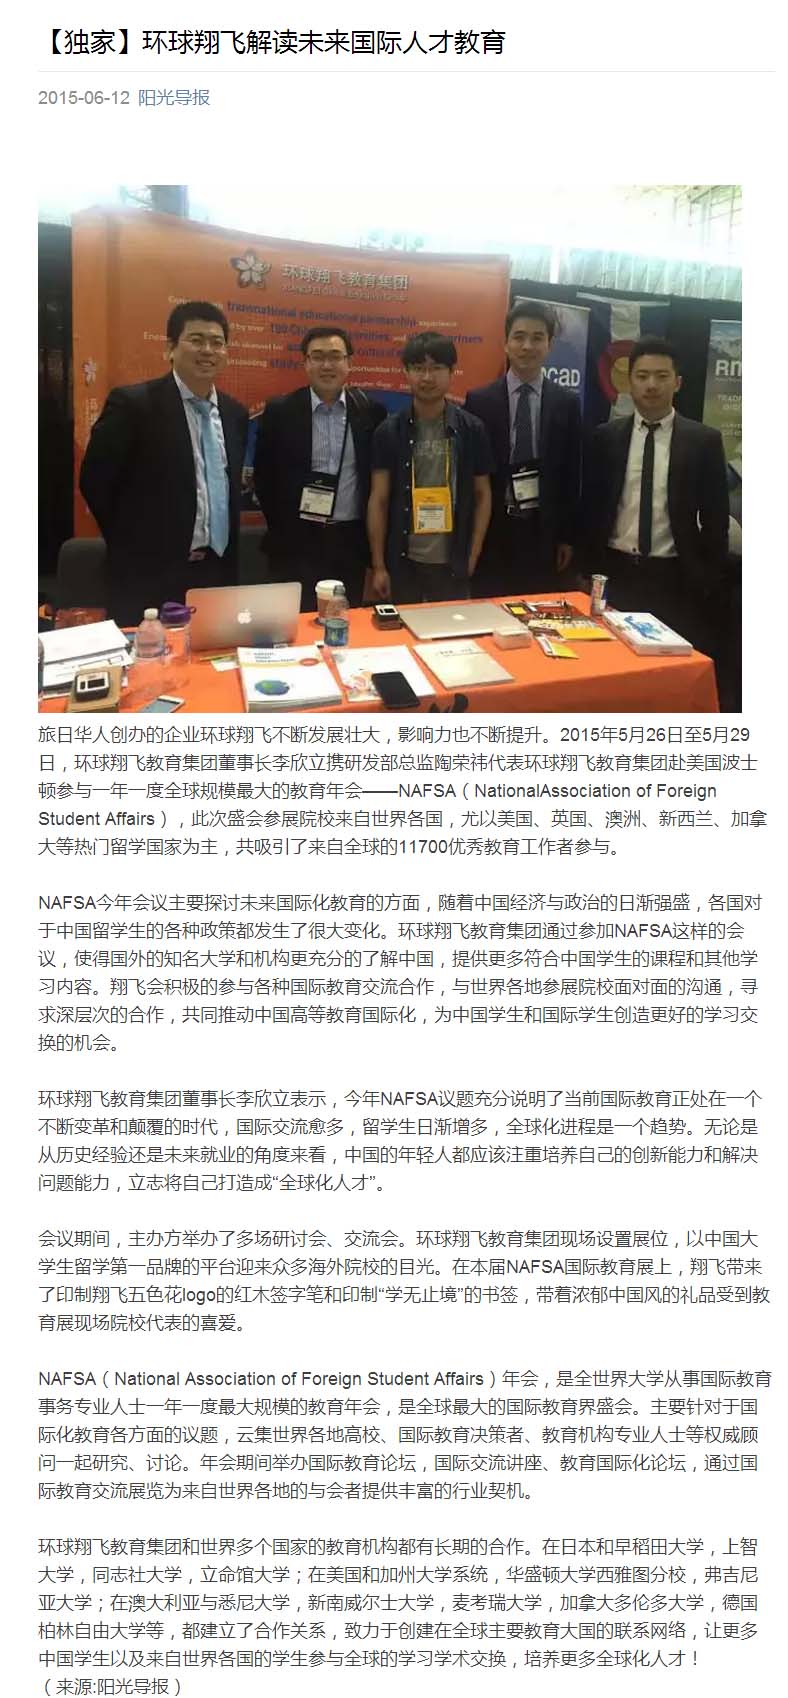 【独家】环球翔飞解读未来国际人才教育
2015-06-12 阳光导报
环球翔飞教育集团
transnational educational partnership
RM
旅日华人创办的企业环球翔飞不断发展壮大，影响力也不断提升。2015年5月26日至5月29
日，环球翔飞教育集团董事长李欣立携研发部总监陶荣祎代表环球翔飞教育集团赴美国波士
顿参与一年一度全球规模最大的教育年会——NAFSA（NationalAssociation of Foreign
Student Affairs），此次盛会参展院校来自世界各国，尤以美国、英国、澳洲、新西兰、加拿
大等热门留学国家为主，共吸引了来自全球的11700优秀教育工作者参与。
NAFSA今年会议主要探讨未来国际化教育的方面，随着中国经济与政治的日渐强盛，各国对
于中国留学生的各种政策都发生了很大变化。环球翔飞教育集团通过参加NAFSA这样的会
议，使得国外的知名大学和机构更充分的了解中国，提供更多符合中国学生的课程和其他学
习内容。翔飞会积极的参与各种国际教育交流合作，与世界各地参展院校面对面的沟通，寻
求深层次的合作，共同推动中国高等教育国际化，为中国学生和国际学生创造更好的学习交
换的机会。
环球翔飞教育集团董事长李欣立表示，今年NAFSA议题充分说明了当前国际教育正处在一个
不断变革和颠覆的时代，国际交流愈多，留学生日渐增多，全球化进程是一个趋势。无论是
从历史经验还是未来就业的角度来看，中国的年轻人都应该注重培养自己的创新能力和解决
问题能力，立志将自己打造成“全球化人才”。
会议期间，主办方举办了多场研讨会、交流会。环球翔飞教育集团现场设置展位，以中国大
学生留学第一品牌的平台迎来众多海外院校的目光。在本届NAFSA国际教育展上，翔飞带来
了印制翔飞五色花logo的红木签字笔和印制“学无止境”的书签，带着浓郁中国风的礼品受到教
育展现场院校代表的喜爱。
NAFSA（National Association of Foreign Student Affairs）年会，是全世界大学从事国际教育
事务专业人士一年一度最大规模的教育年会，是全球最大的国际教育界盛会。主要针对于国
际化教育各方面的议题，云集世界各地高校、国际教育决策者、教育机构专业人士等权威顾
问一起研究、讨论。年会期间举办国际教育论坛，国际交流讲座、教育国际化论坛，通过国
际教育交流展览为来自世界各地的与会者提供丰富的行业契机。
环球翔飞教育集团和世界多个国家的教育机构都有长期的合作。在日本和早稻田大学，上智
大学，同志社大学，立命馆大学；在美国和加州大学系统，华盛顿大学西雅图分校，弗吉尼
亚大学；在澳大利亚与悉尼大学，新南威尔士大学，麦考瑞大学，加拿大多伦多大学，德国
柏林自由大学等，都建立了合作关系，致力于创建在全球主要教育大国的联系网络，让更多
中国学生以及来自世界各国的学生参与全球的学习学术交换，培养更多全球化人才！
（来源:阳光导报）